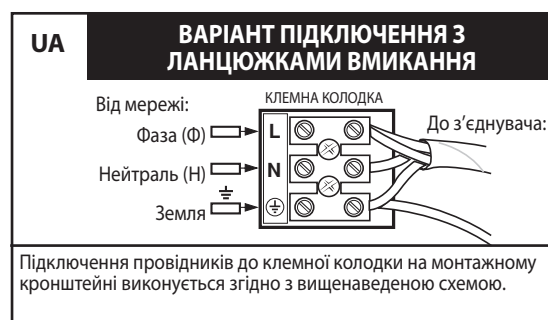 UA
ВАРІАНТ ПІДКЛЮЧЕННЯ З
ЛАНЦЮЖКАМИ ВМИКАННЯ
Від мережі:
КЛЕМНА КОЛОДКА
Фаза (Ф)
L
До з’єднувача:
Нейтраль (Н)
N
Земля
Підключення провідників до клемної колодки на монтажному
кронштейні виконується згідно з вищенаведеною схемою.